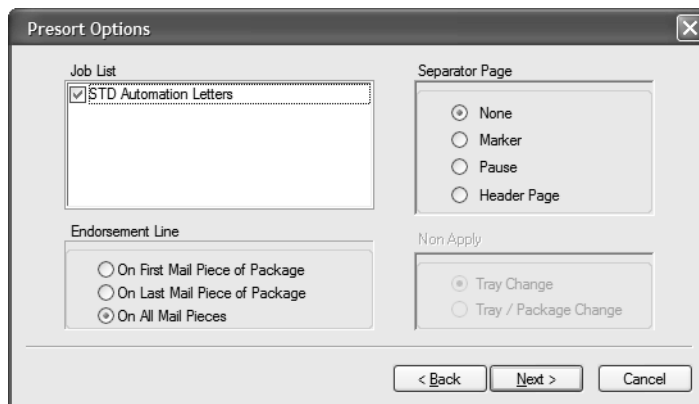 Presort Options
Job List
STD Automation Letters
Separator Page
None
Marker
Pause
Header Page
Endorsement Line
On First Mail Piece of Package
On Last Mail Piece of Package
On All Mail Pieces
Non Apply
Tray Change
Tray / Package Change
< Back
Next >
Cancel